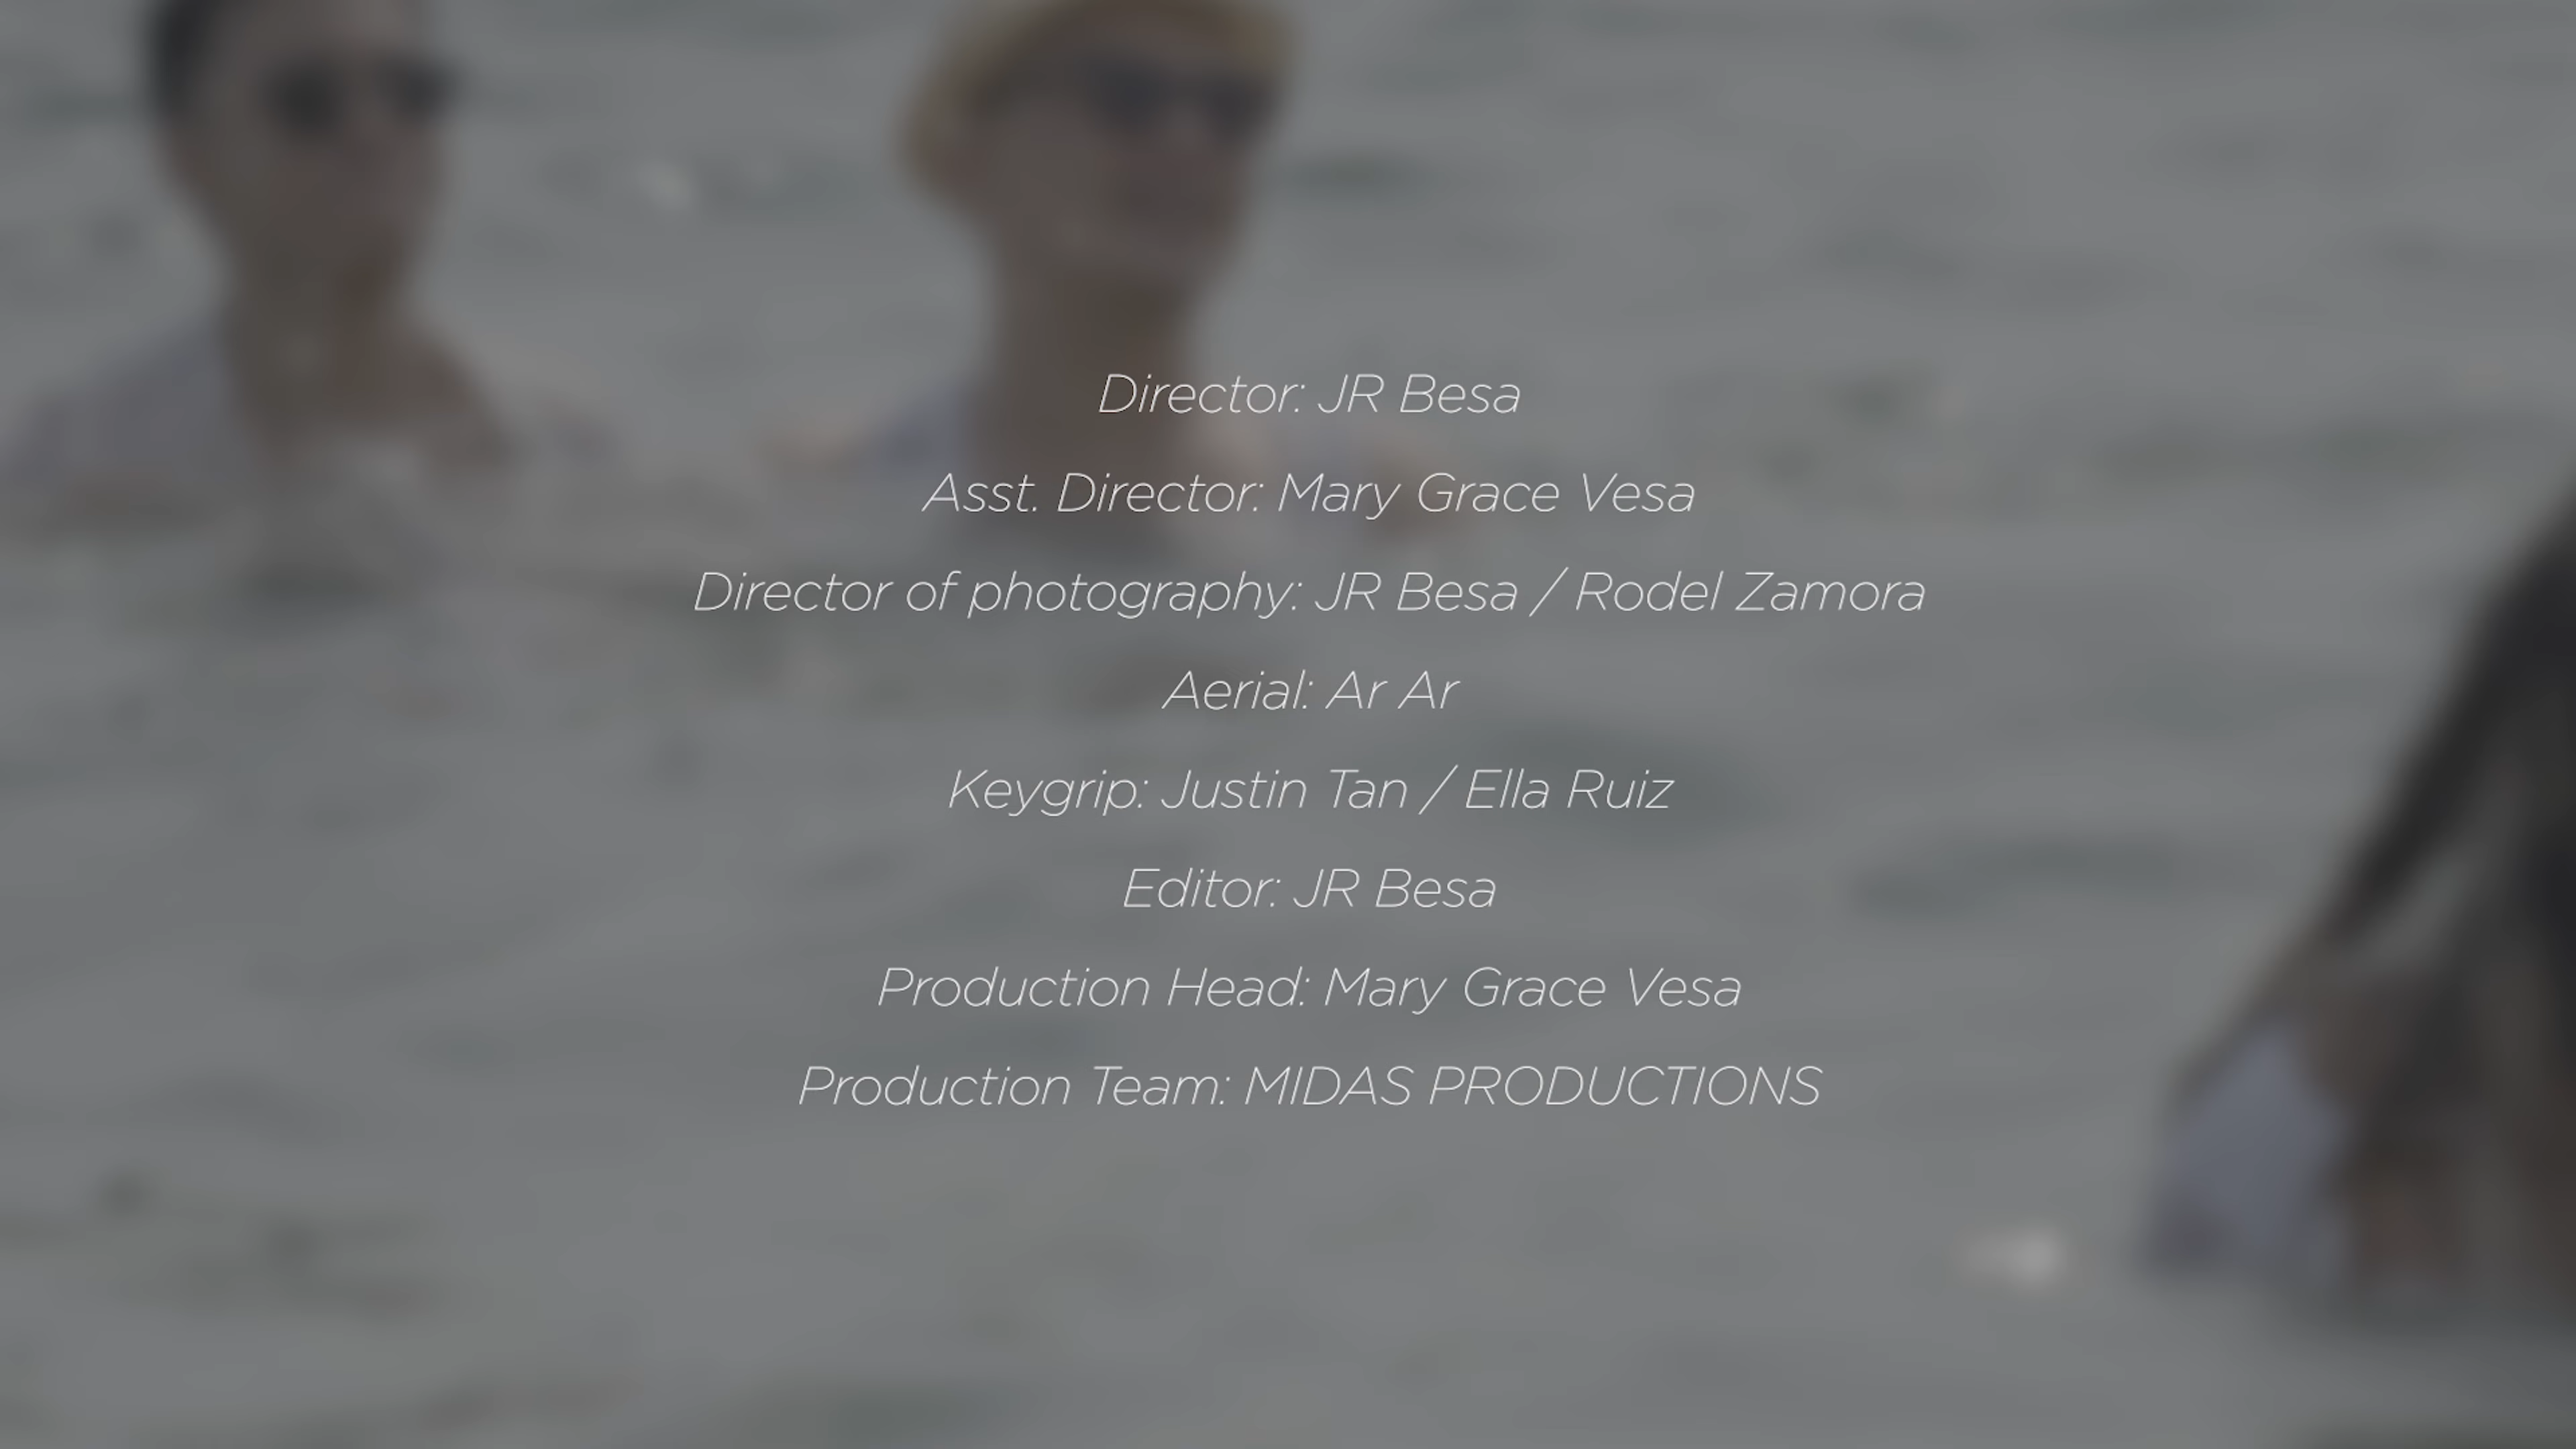 Director: JR Besa
Asst. Director: Mary Grace Vesa
Director of photography: JR Besa / Rodel Zamora
Aerial: Ar Ar
Keygrip: Justin Tan / Ella Ruiz
Editor: JR Besa
Production Head: Mary Grace Vesa
Production Team: MIDAS PRODUCTIONS